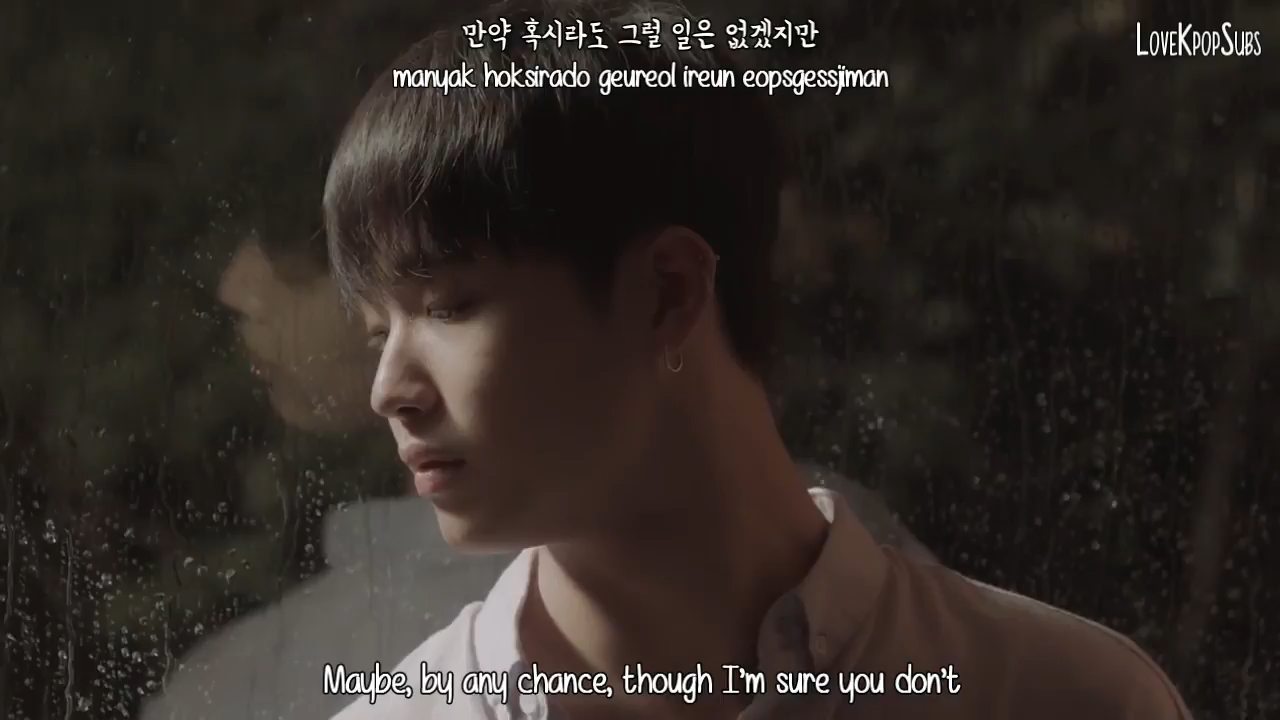 만약 혹시라도 그럴 일은 없겠지만
LoveKpopSubs
manyak hoksirado geureol ireun eopsgessjiman
Maybe, by any chance, though I'm sure you don't